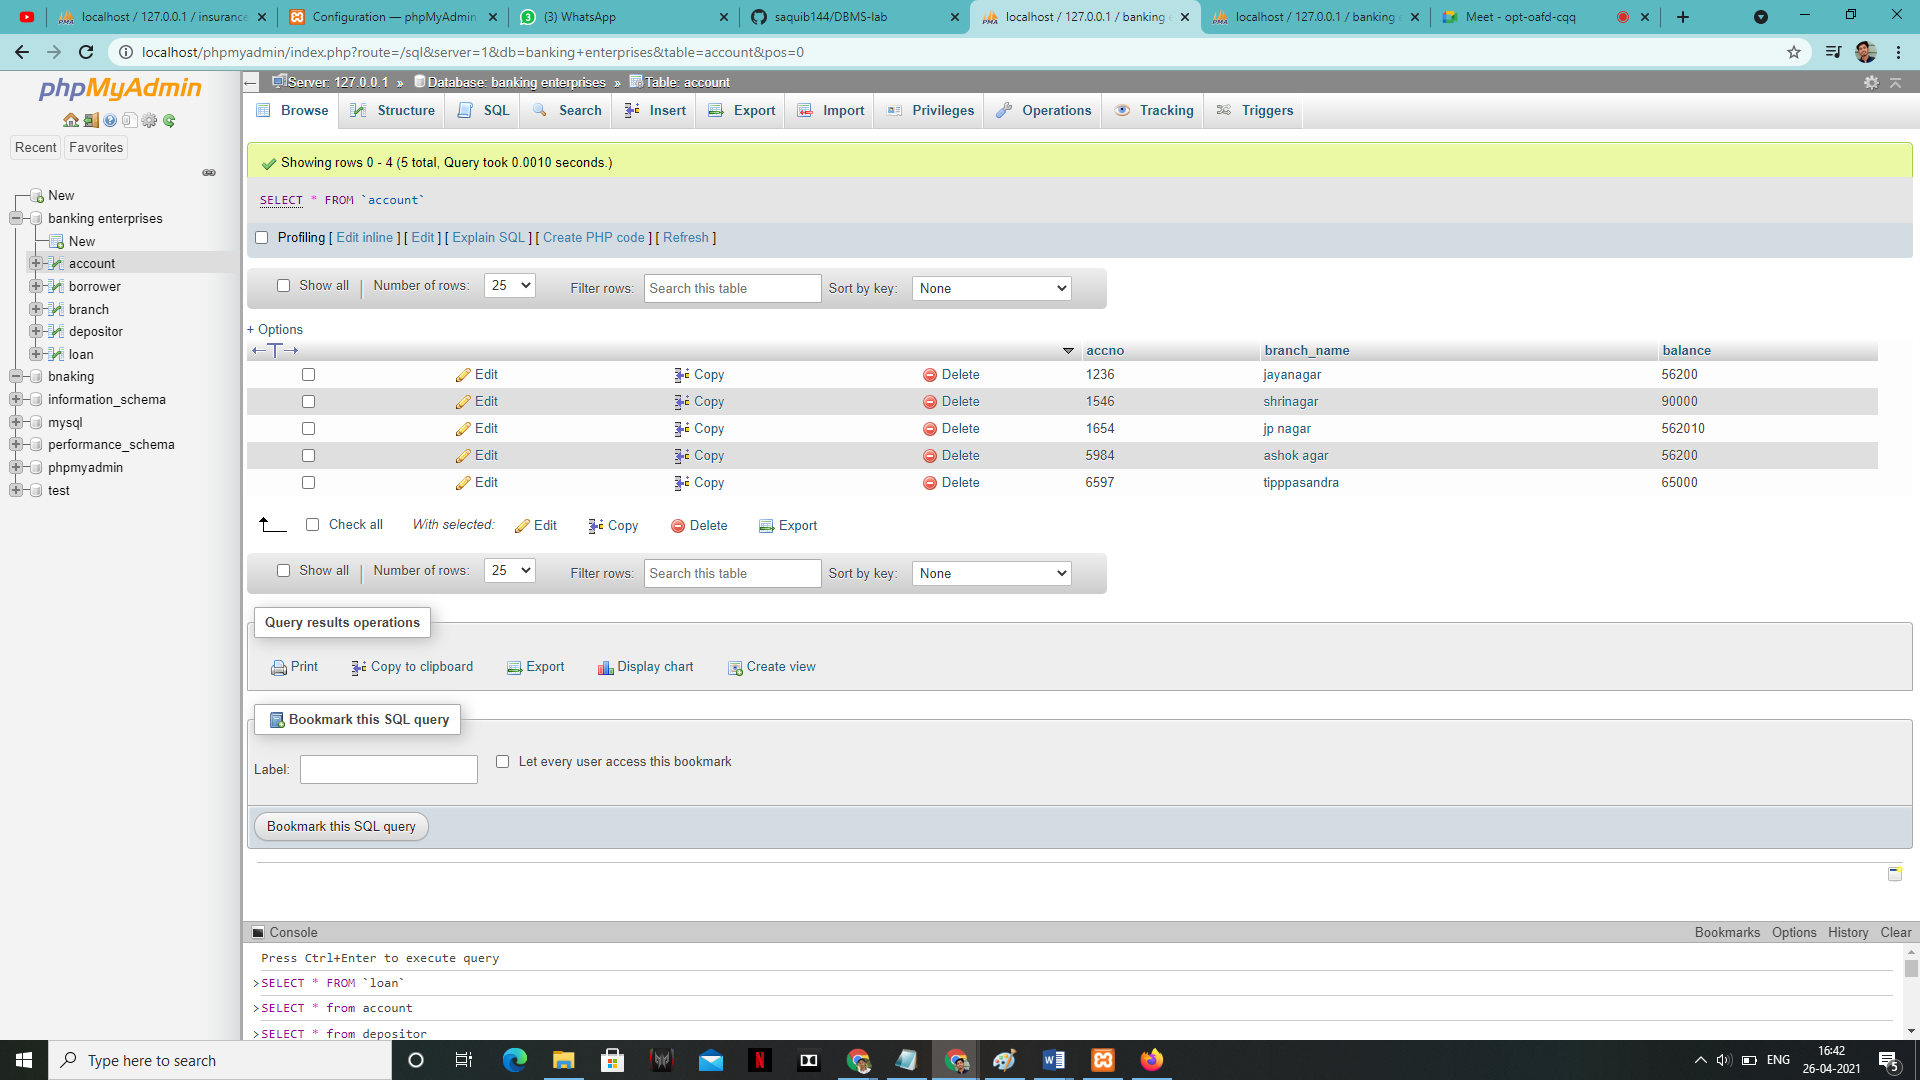 localhost / 127.0.0.1 / insurance
Configuration — phpMyAdmin
(3) WhatsApp
saquib144/DBMS-lab
localhost / 127.0.0.1 / banking e
localhost / 127.0.0.1 / banking e
Meet - opt-oafd-cqq
localhost/phpmyadmin/index.php?route=/sql&server=1&db=banking+enterprises&table=account&pos=0
phpMyAdmin
Recent Favorites
New
banking enterprises
New
account
borrower
branch
depositor
loan
bnaking
information_schema
mysql
performance_schema
phpmyadmin
test
Server: 127.0.0.1 » Database: banking enterprises » Table: account
Browse Structure SQL Search Insert Export Import Privileges Operations Tracking Triggers
Showing rows 0 - 4 (5 total, Query took 0.0010 seconds.)
SELECT * FROM `account`
Profiling [ Edit inline ] [ Edit ] [ Explain SQL ] [ Create PHP code ] [ Refresh ]
Show all Number of rows: 25 Filter rows: Search this table Sort by key: None
+ Options
accno branch_name balance
Edit Copy Delete 1236 jayanagar 56200
Edit Copy Delete 1546 shrinagar 90000
Edit Copy Delete 1654 jp nagar 562010
Edit Copy Delete 5984 ashok agar 56200
Edit Copy Delete 6597 tipppasandra 65000
Check all With selected: Edit Copy Delete Export
Show all Number of rows: 25 Filter rows: Search this table Sort by key: None
Query results operations
Print Copy to clipboard Export Display chart Create view
Bookmark this SQL query
Label: Let every user access this bookmark
Bookmark this SQL query
Console Bookmarks Options History Clear
Press Ctrl+Enter to execute query
>SELECT * FROM `loan`
>SELECT * from account
>SELECT * from depositor
Type here to search
ENG
16:42
26-04-2021
5